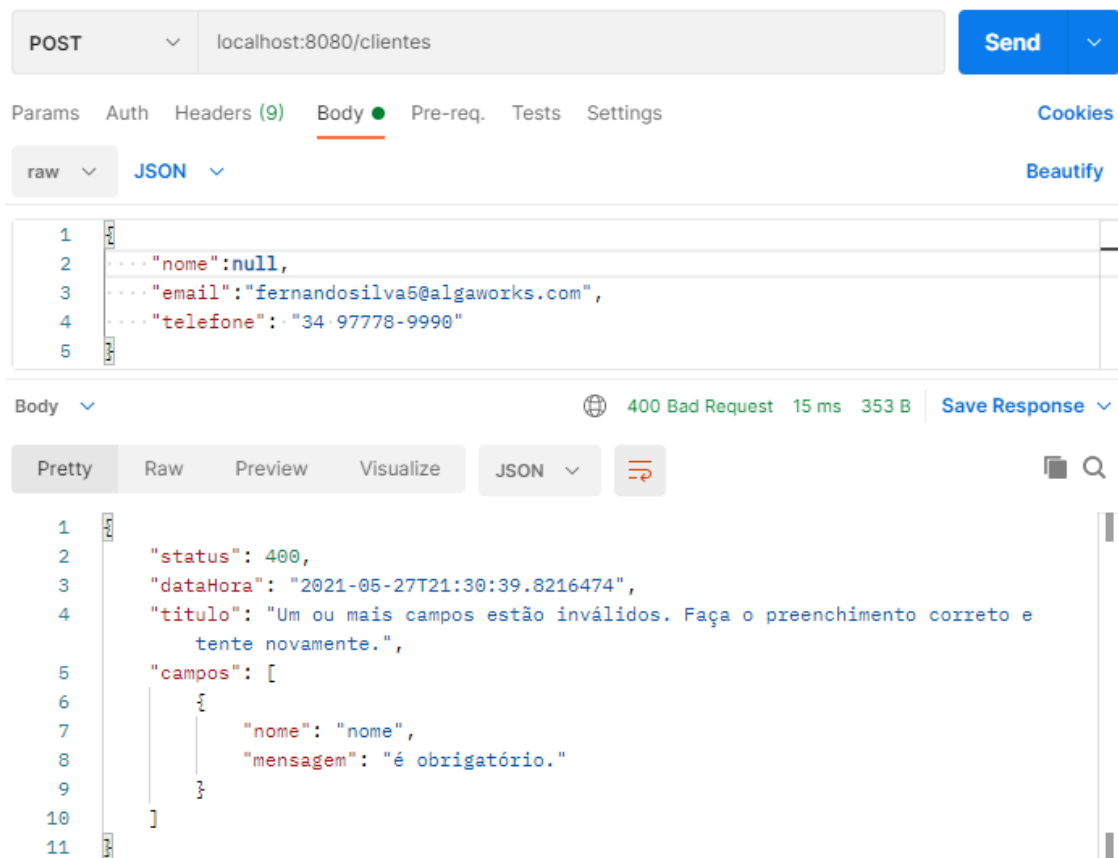 POST localhost:8080/clientes Send
Params Auth Headers (9) Body Pre-req. Tests Settings Cookies
raw JSON Beautify
1 {
2 ····"nome":null,
3 ····"email":"fernandosilva5@algaworks.com",
4 ····"telefone":·"34·97778-9990"
5 }
Body 400 Bad Request 15 ms 353 B Save Response
Pretty Raw Preview Visualize JSON
1 {
2 "status": 400,
3 "dataHora": "2021-05-27T21:30:39.8216474",
4 "titulo": "Um ou mais campos estão inválidos. Faça o preenchimento correto e
tente novamente.",
5 "campos": [
6 {
7 "nome": "nome",
8 "mensagem": "é obrigatório."
9 }
10 ]
11 }